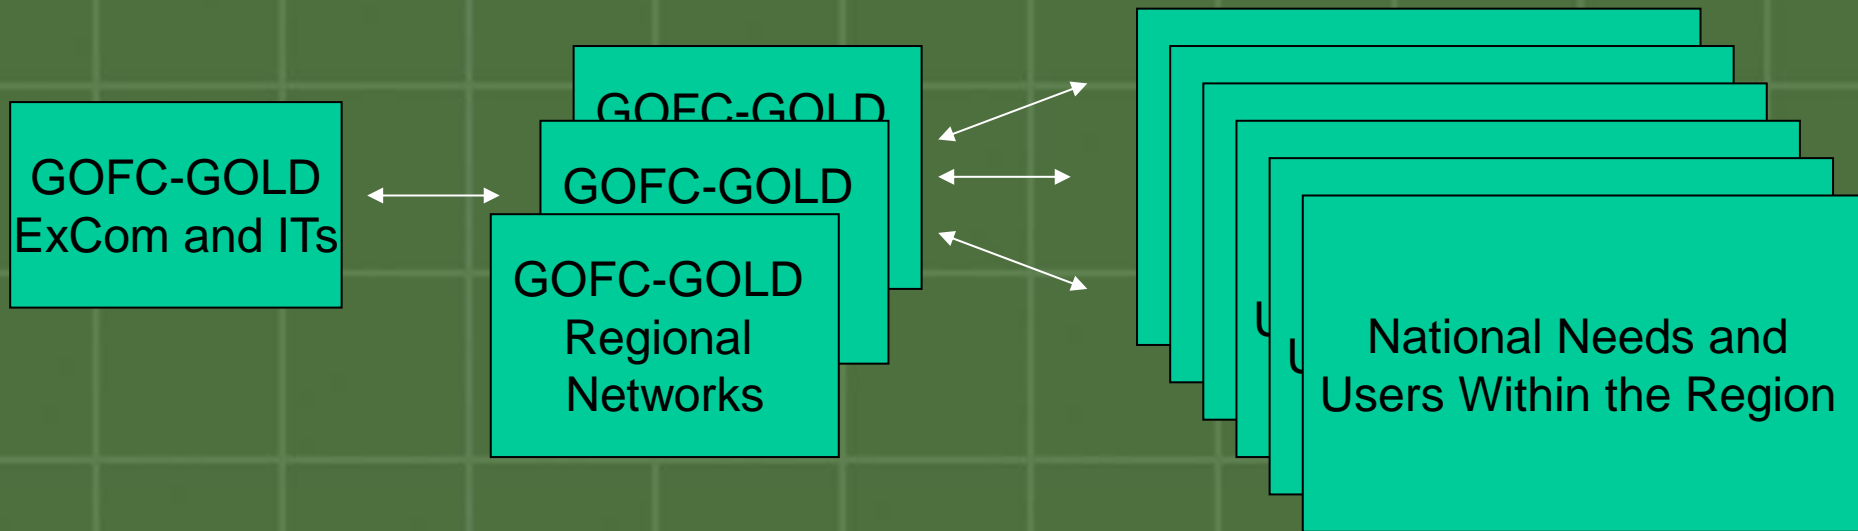 GOFC-GOLD
ExCom and ITs
GOFC-GOLD
GOFC-GOLD
GOFC-GOLD
Regional
Networks
National Needs and
Users Within the Region